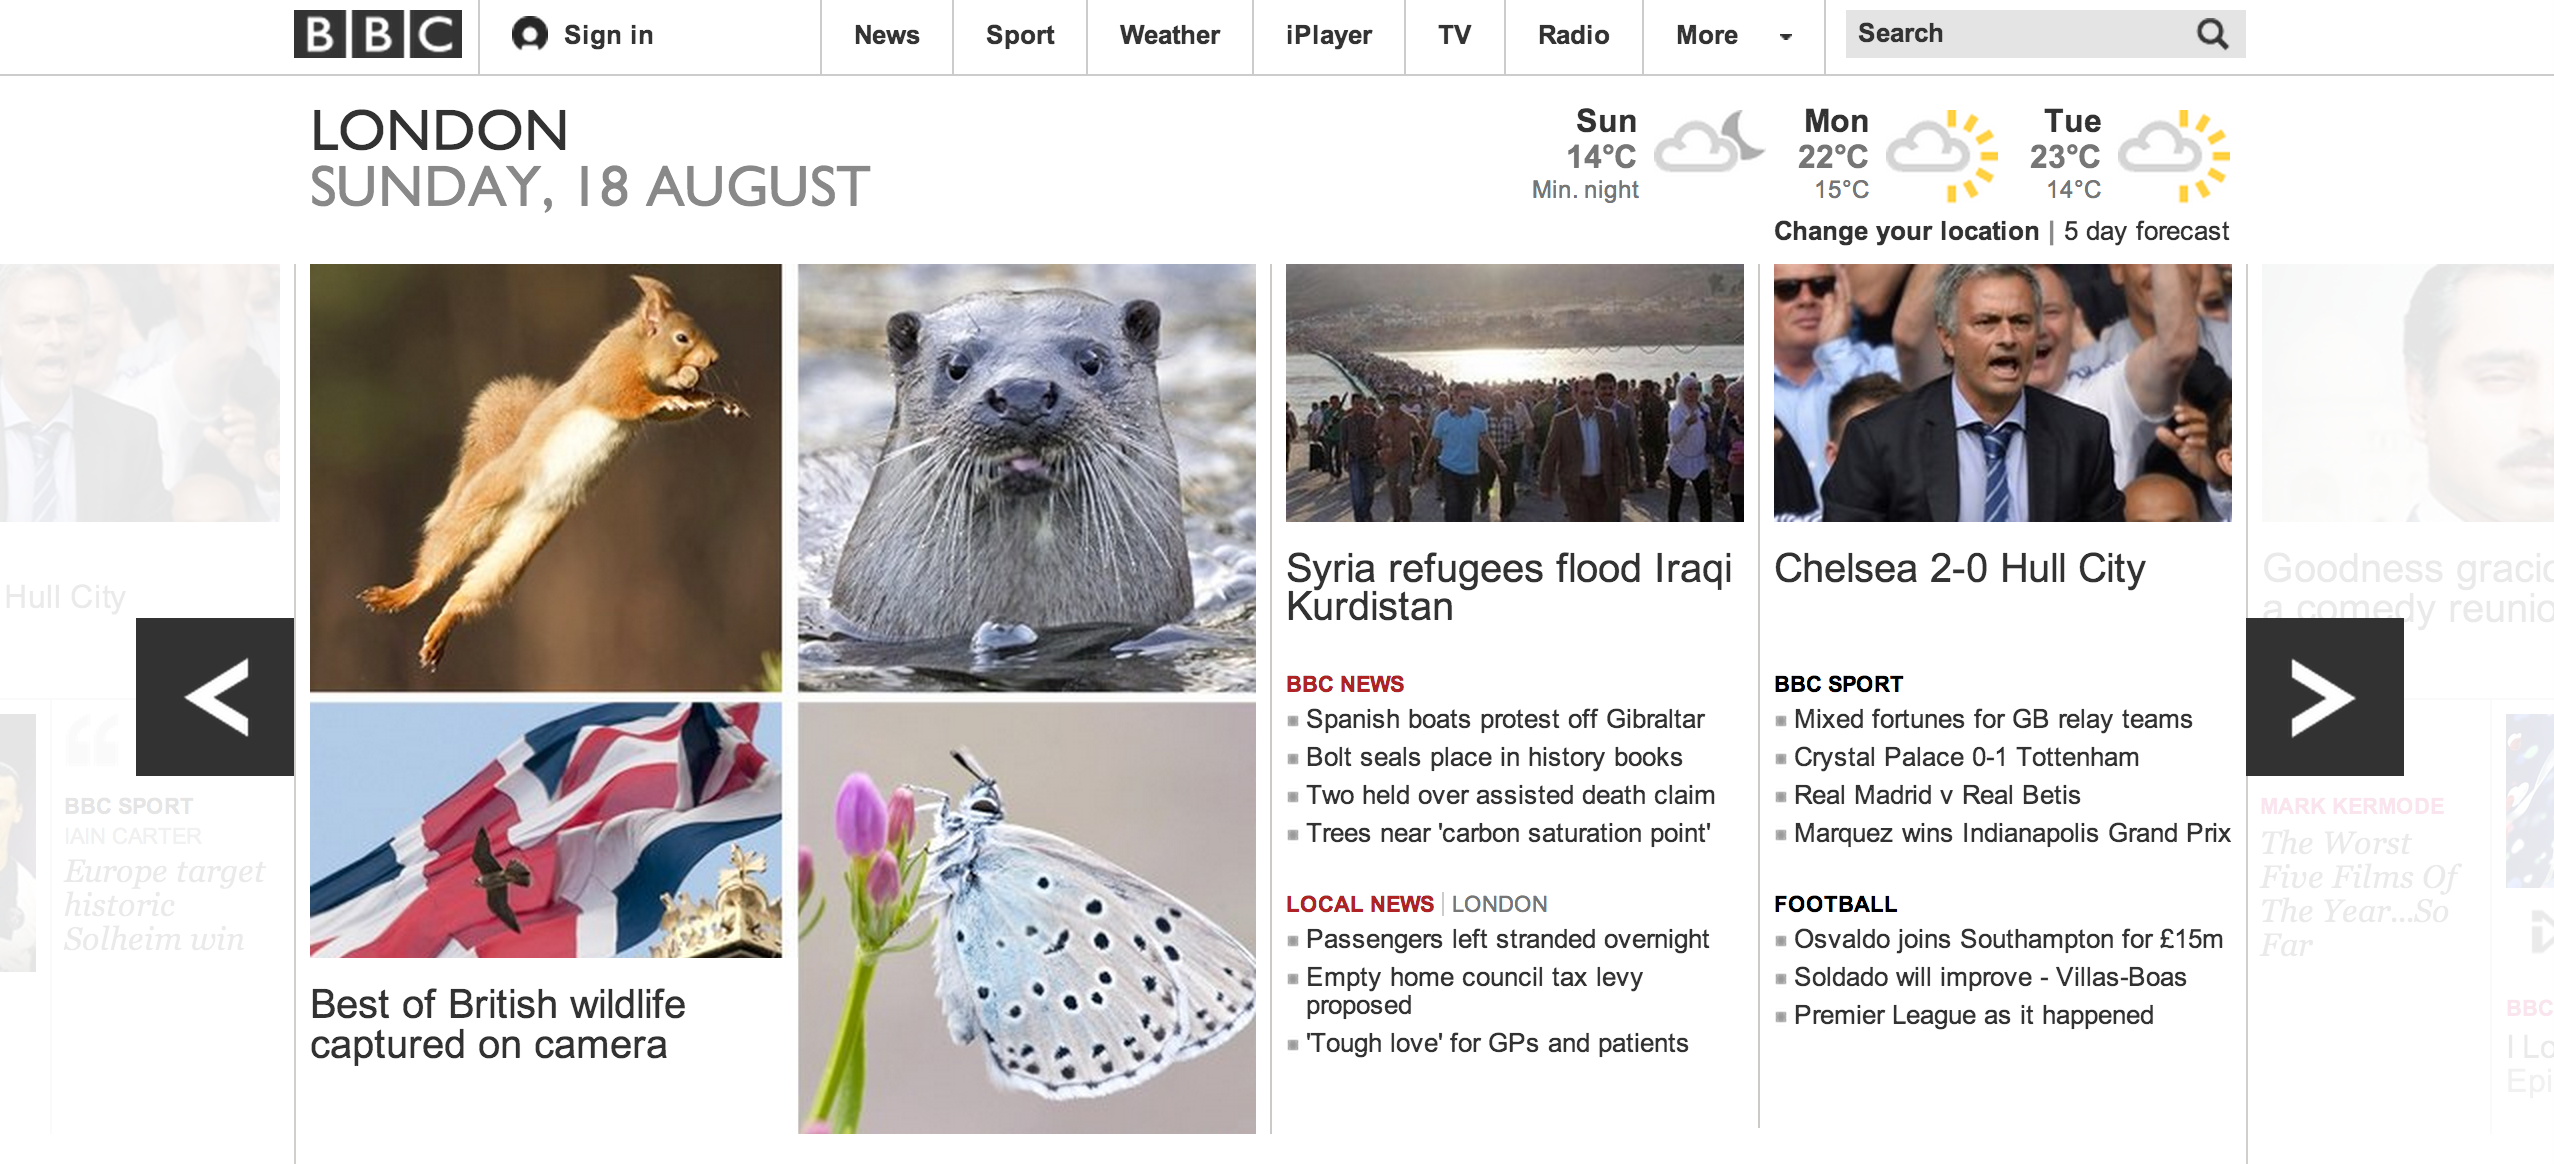 BBC
Sign in
News
Sport
Weather
iPlayer
TV
Radio
More
Search
LONDON
SUNDAY, 18 AUGUST
Sun
14°C
Min. night
Mon
22°C
15°C
Tue
23°C
14°C
Change your location | 5 day forecast
Hull City
<
BBC SPORT
IAIN CARTER
Europe target
historic
Solheim win
Best of British wildlife
captured on camera
Syria refugees flood Iraqi
Kurdistan
BBC NEWS
Spanish boats protest off Gibraltar
Bolt seals place in history books
Two held over assisted death claim
Trees near 'carbon saturation point'
LOCAL NEWS | LONDON
Passengers left stranded overnight
Empty home council tax levy
proposed
'Tough love' for GPs and patients
Chelsea 2-0 Hull City
BBC SPORT
Mixed fortunes for GB relay teams
Crystal Palace 0-1 Tottenham
Real Madrid v Real Betis
Marquez wins Indianapolis Grand Prix
FOOTBALL
Osvaldo joins Southampton for £15m
Soldado will improve - Villas-Boas
Premier League as it happened
Goodness
a comedy
>
MARK KERMODE
The Worst
Five Films Of
The Year...So
Far
BBC
I